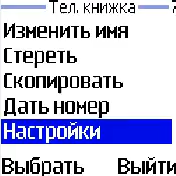 Тел. книжка
Изменить имя
Стереть
Скопировать
Дать номер
Настройки
Выбрать Выйти